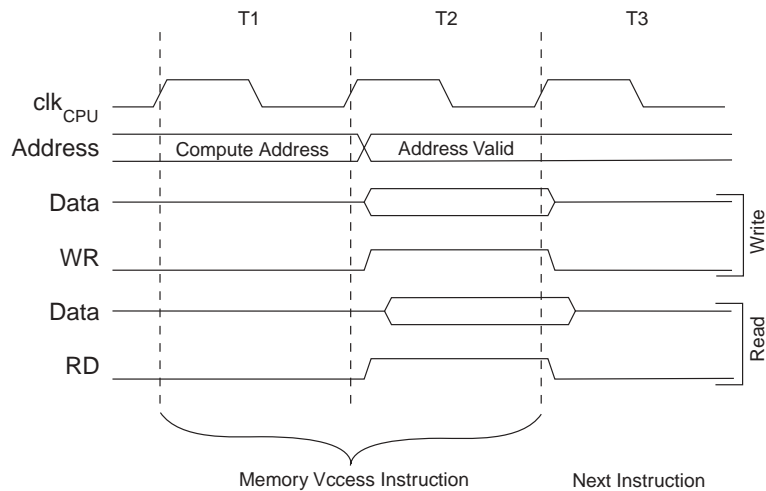 T1 T2 T3
clkCPU
Address Compute Address Address Valid
Data
WR
Write
Data
RD
Read
Memory Vccess Instruction Next Instruction